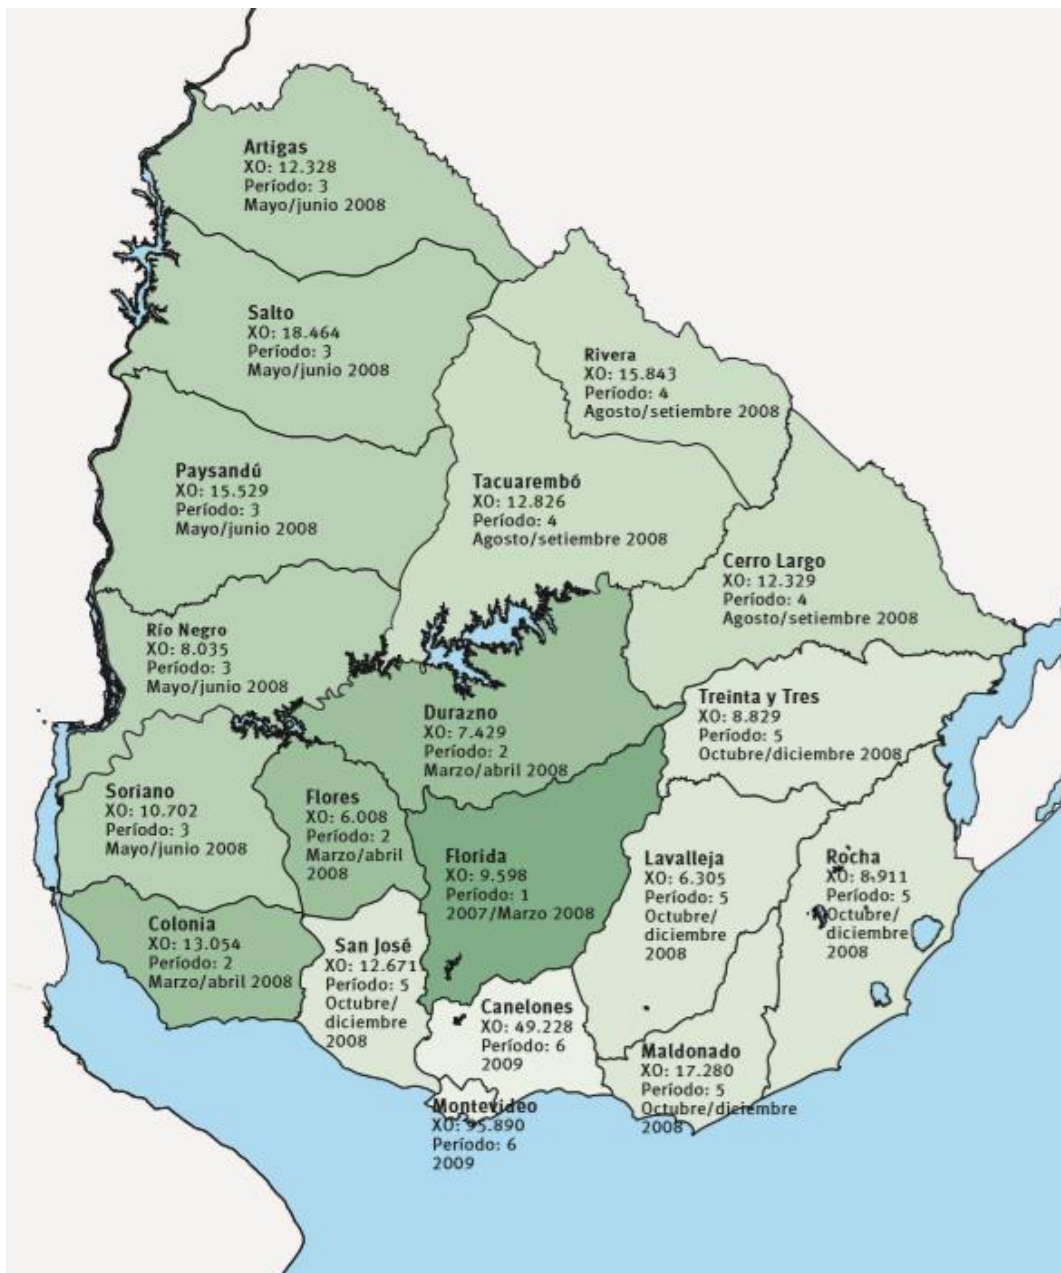 Artigas
XO: 12.328
Período: 3
Mayo/junio 2008
Salto
XO: 18.464
Período: 3
Mayo/junio 2008
Rivera
XO: 15.843
Período: 4
Agosto/setiembre 2008
Paysandú
XO: 15.529
Período: 3
Mayo/junio 2008
Tacuarembó
XO: 12.826
Período: 4
Agosto/setiembre 2008
Cerro Largo
XO: 12.329
Período: 4
Agosto/setiembre 2008
Río Negro
XO: 8.035
Período: 3
Mayo/junio 2008
Treinta y Tres
XO: 8.829
Período: 5
Octubre/diciembre 2008
Durazno
XO: 7.429
Período: 2
Marzo/abril 2008
Soriano
XO: 10.702
Período: 3
Mayo/junio 2008
Flores
XO: 6.008
Período: 2
Marzo/abril
2008
Florida
XO: 9.598
Período: 1
2007/Marzo 2008
Lavalleja
XO: 6.305
Período: 5
Octubre/
diciembre
2008
Rocha
XO: 8.911
Período: 5
Octubre/
diciembre
2008
Colonia
XO: 13.054
Período: 2
Marzo/abril 2008
San José
XO: 12.671
Período: 5
Octubre/
diciembre
2008
Canelones
XO: 49.228
Período: 6
2009
Maldonado
XO: 17.280
Período: 5
Octubre/diciembre
2008
Montevideo
XO: 95.890
Período: 6
2009